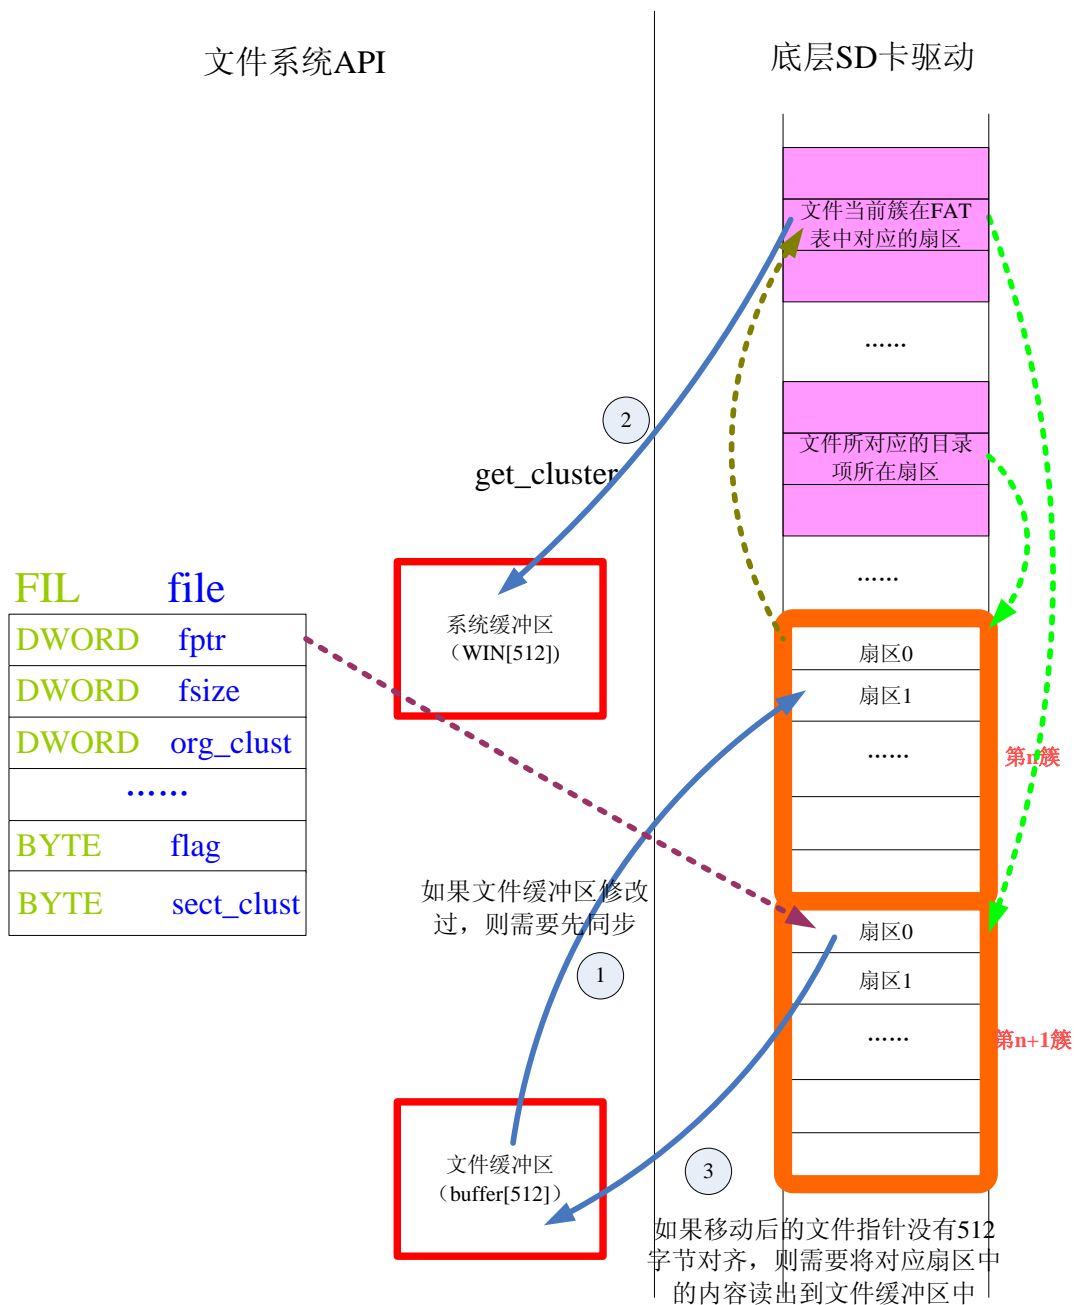 文件系统API
底层SD卡驱动
文件当前簇在FAT
表中对应的扇区
......
2
文件所对应的目录
项所在扇区
get_cluster
......
FIL file
DWORD fptr
DWORD fsize
DWORD org_clust
......
BYTE flag
BYTE sect_clust
系统缓冲区
（WIN[512])
扇区0
扇区1
......
第n簇
如果文件缓冲区修改
过，则需要先同步
1
扇区0
扇区1
......
第n+1簇
文件缓冲区
（buffer[512]）
3
如果移动后的文件指针没有512
字节对齐，则需要将对应扇区中
的内容读出到文件缓冲区中